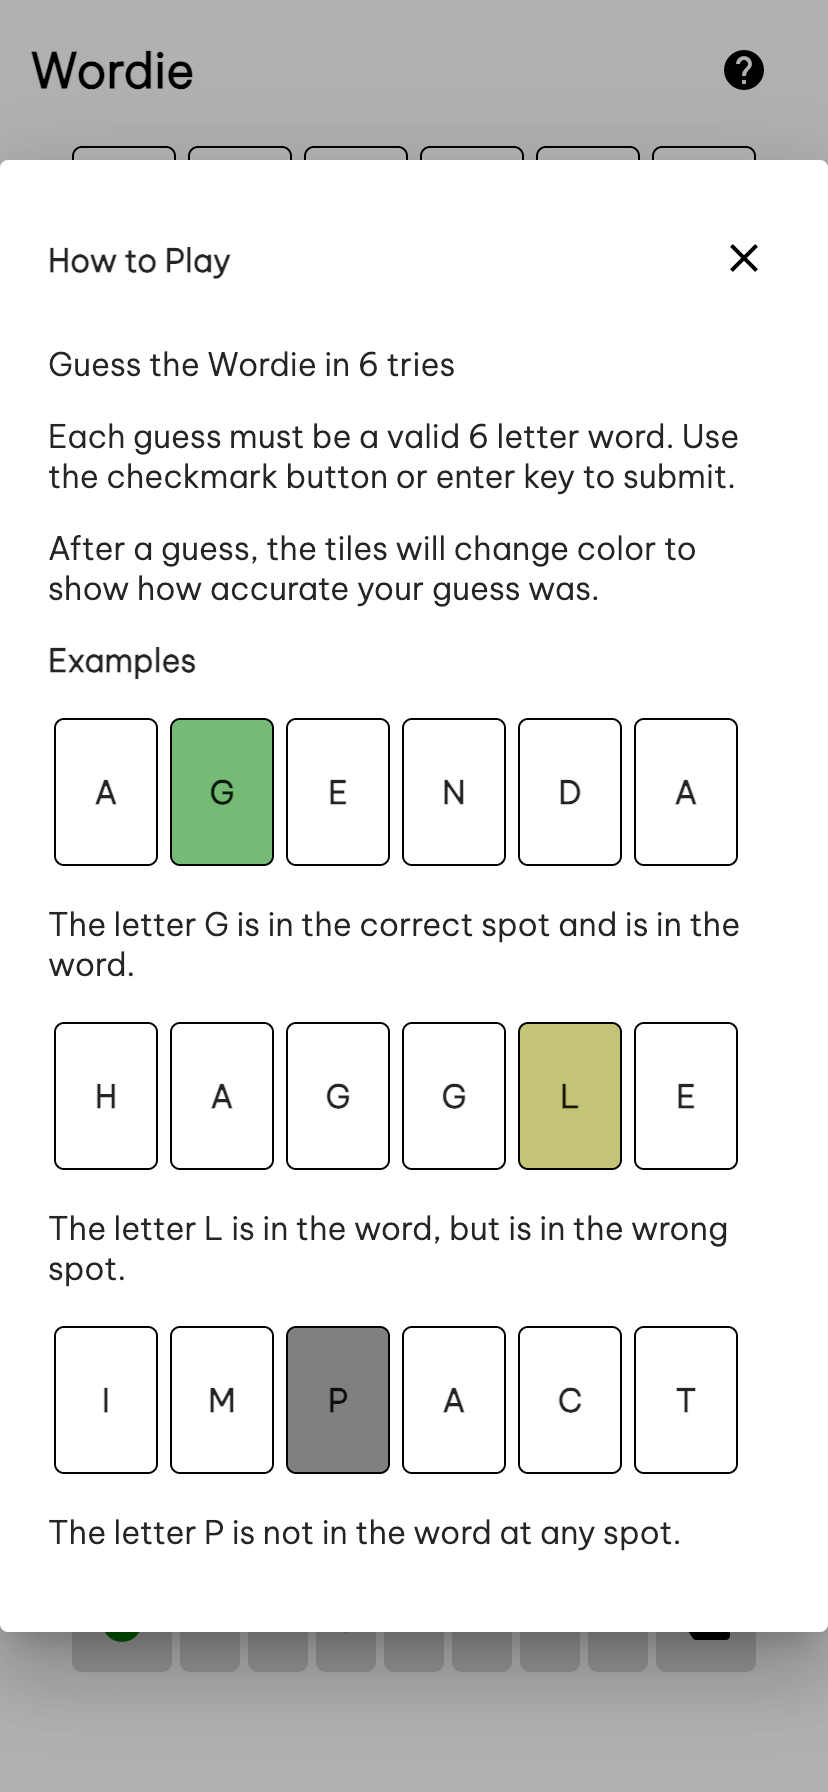 Wordie
?
How to Play
Guess the Wordie in 6 tries
Each guess must be a valid 6 letter word. Use
the checkmark button or enter key to submit.
After a guess, the tiles will change color to
show how accurate your guess was.
Examples
A G E N D A
The letter G is in the correct spot and is in the
word.
H A G G L E
The letter L is in the word, but is in the wrong
spot.
I M P A C T
The letter P is not in the word at any spot.